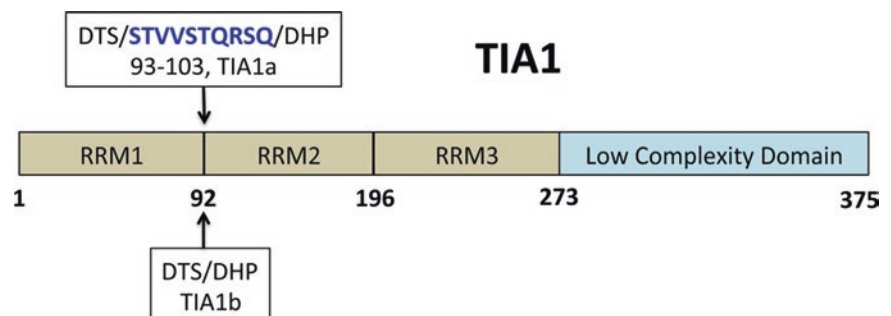 DTS/STVVSTQRSQ/DHP
93-103, TIA1a
TIA1
RRM1 RRM2 RRM3 Low Complexity Domain
1 92 196 273 375
DTS/DHP
TIA1b